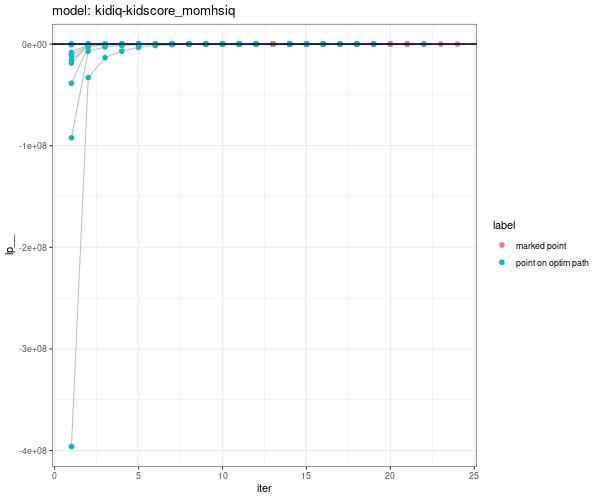 model: kidiq-kidscore_momhsiq
0e+00
-1e+08
-2e+08
-3e+08
-4e+08
lp__
0 5 10 15 20 25
iter
label
marked point
point on optim path